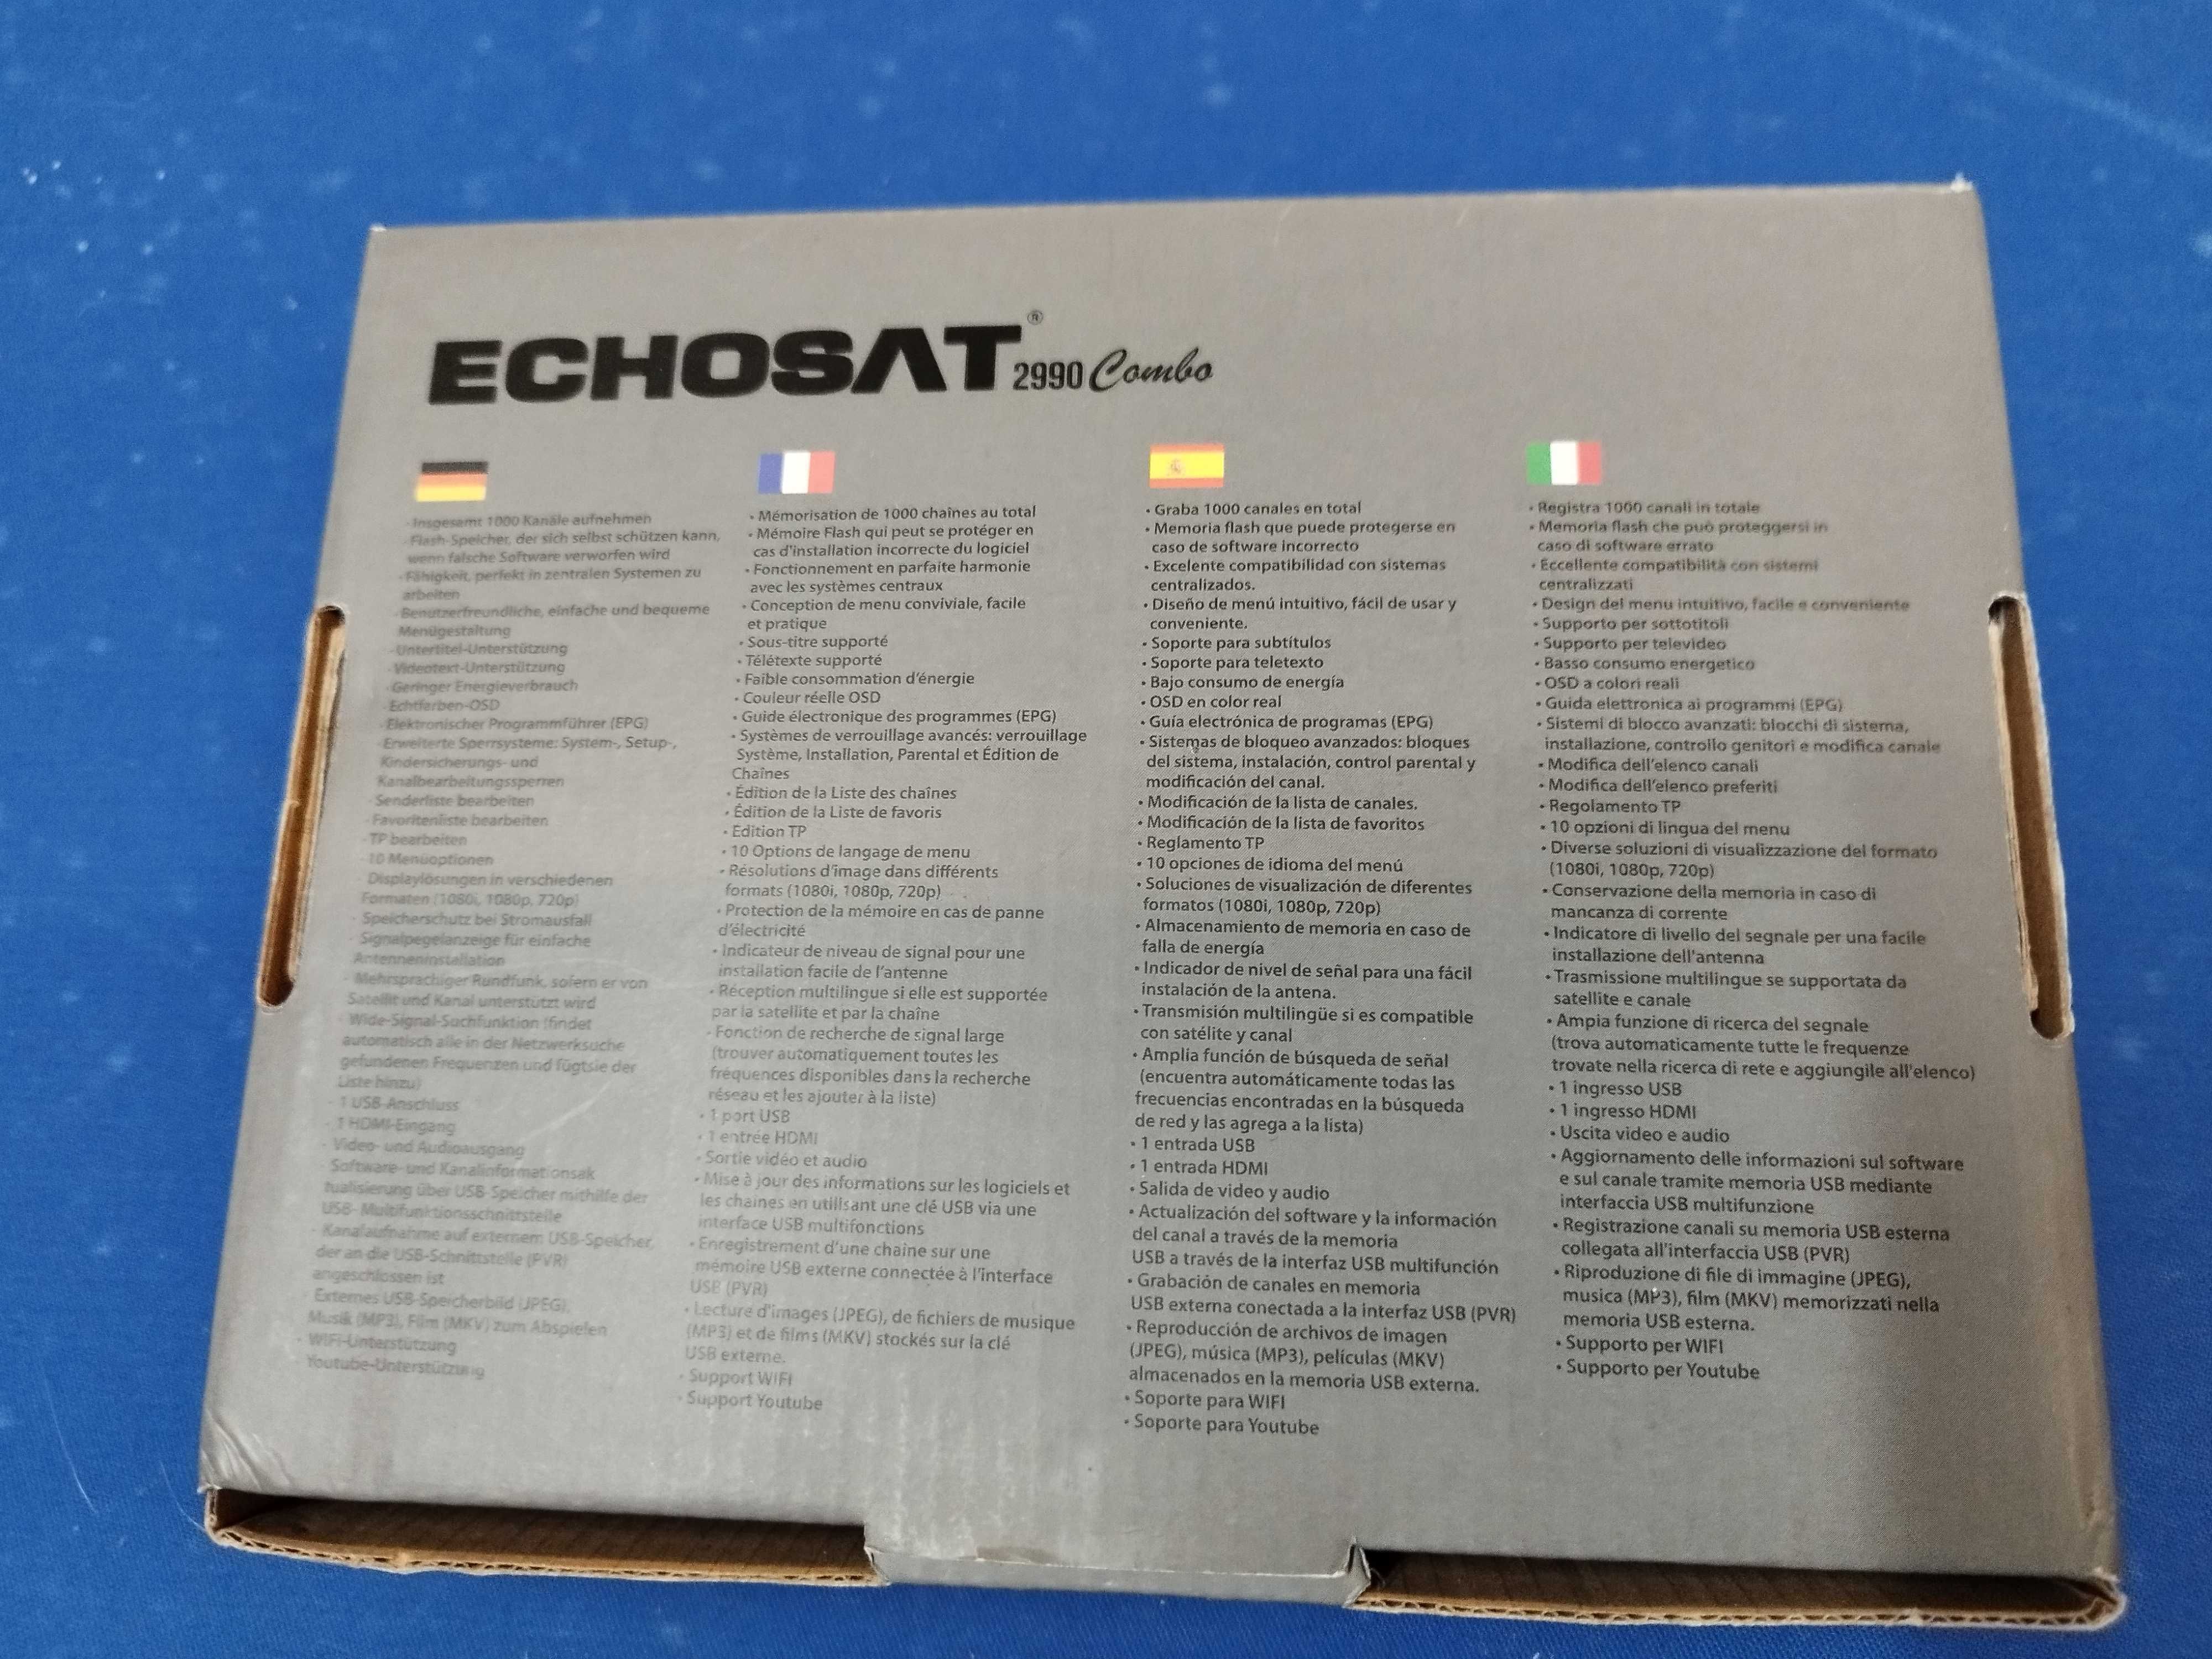 ECHOSAT®
2990 Combo
· Insgesamt 1000 Kanäle aufnehmen
· Flash-Speicher, der sich selbst schützen kann,
wenn falsche Software verworfen wird
· Fähigkeit, perfekt in zentralen Systemen zu
arbeiten
· Benutzerfreundliche, einfache und bequeme
Menügestaltung
· Untertitel-Unterstützung
· Videotext-Unterstützung
· Geringer Energieverbrauch
· Echtfarben-OSD
· Elektronischer Programmführer (EPG)
· Erweiterte Sperrsysteme: System-, Setup-,
Kindersicherungs- und
Kanalbearbeitungssperren
· Senderliste bearbeiten
· Favoritenliste bearbeiten
· TP bearbeiten
· 10 Menüoptionen
· Displaylösungen in verschiedenen
Formaten (1080i, 1080p, 720p)
· Speicherschutz bei Stromausfall
· Signalpegelanzeige für einfache
Antenneninstallation
· Mehrsprachiger Rundfunk, sofern er von
Satellit und Kanal unterstützt wird
· Wide-Signal-Suchfunktion (findet
automatisch alle in der Netzwerksuche
gefundenen Frequenzen und fügtsie der
Liste hinzu)
· 1 USB-Anschluss
· 1 HDMI-Eingang
· Video- und Audioausgang
· Software- und Kanalinformationsak
tualisierung über USB-Speicher mithilfe der
USB- Multifunktionsschnittstelle
· Kanalaufnahme auf externem USB-Speicher,
der an die USB-Schnittstelle (PVR)
angeschlossen ist
· Externes USB-Speicherbild (JPEG),
Musik (MP3), Film (MKV) zum Abspielen
· WIFI-Unterstützung
· Youtube-Unterstützung
• Mémorisation de 1000 chaînes au total
• Mémoire Flash qui peut se protéger en
cas d'installation incorrecte du logiciel
• Fonctionnement en parfaite harmonie
avec les systèmes centraux
• Conception de menu conviviale, facile
et pratique
• Sous-titre supporté
• Télétexte supporté
• Faible consommation d'énergie
• Couleur réelle OSD
• Guide électronique des programmes (EPG)
• Systèmes de verrouillage avancés: verrouillage
Système, Installation, Parental et Édition de
Chaînes
• Édition de la Liste des chaînes
• Édition de la Liste de favoris
• Edition TP
• 10 Options de langage de menu
• Résolutions d'image dans différents
formats (1080i, 1080p, 720p)
• Protection de la mémoire en cas de panne
d'électricité
• Indicateur de niveau de signal pour une
installation facile de l'antenne
• Réception multilingue si elle est supportée
par la satellite et par la chaîne
• Fonction de recherche de signal large
(trouver automatiquement toutes les
fréquences disponibles dans la recherche
réseau et les ajouter à la liste)
• 1 port USB
• 1 entrée HDMI
• Sortie vidéo et audio
• Mise à jour des informations sur les logiciels et
les chaines en utilisant une clé USB via une
interface USB multifonctions
• Enregistrement d'une chaîne sur une
mémoire USB externe connectée à l'interface
USB (PVR)
• Lecture d'images (JPEG), de fichiers de musique
(MP3) et de films (MKV) stockés sur la clé
USB externe.
• Support WIFI
• Support Youtube
• Graba 1000 canales en total
• Memoria flash que puede protegerse en
caso de software incorrecto
• Excelente compatibilidad con sistemas
centralizados.
• Diseño de menú intuitivo, fácil de usar y
conveniente.
• Soporte para subtítulos
• Soporte para teletexto
• Bajo consumo de energía
• OSD en color real
• Guía electrónica de programas (EPG)
• Sistemas de bloqueo avanzados: bloques
del sistema, instalación, control parental y
modificación del canal.
• Modificación de la lista de canales.
• Modificación de la lista de favoritos
• Reglamento TP
• 10 opciones de idioma del menú
• Soluciones de visualización de diferentes
formatos (1080i, 1080p, 720p)
• Almacenamiento de memoria en caso de
falla de energía
• Indicador de nivel de señal para una fácil
instalación de la antena.
• Transmisión multilingüe si es compatible
con satélite y canal
• Amplia función de búsqueda de señal
(encuentra automáticamente todas las
frecuencias encontradas en la búsqueda
de red y las agrega a la lista)
• 1 entrada USB
• 1 entrada HDMI
• Salida de video y audio
• Actualización del software y la información
del canal a través de la memoria
USB a través de la interfaz USB multifunción
• Grabación de canales en memoria
USB externa conectada a la interfaz USB (PVR)
• Reproducción de archivos de imagen
(JPEG), música (MP3), películas (MKV)
almacenados en la memoria USB externa.
• Soporte para WIFI
• Soporte para Youtube
• Registra 1000 canali in totale
• Memoria flash che può proteggersi in
caso di software errato
• Eccellente compatibilità con sistemi
centralizzati
• Design del menu intuitivo, facile e conveniente
• Supporto per sottotitoli
• Supporto per televideo
• Basso consumo energetico
• OSD a colori reali
• Guida elettronica ai programmi (EPG)
• Sistemi di blocco avanzati: blocchi di sistema,
installazione, controllo genitori e modifica canale
• Modifica dell'elenco canali
• Modifica dell'elenco preferiti
• Regolamento TP
• 10 opzioni di lingua del menu
• Diverse soluzioni di visualizzazione del formato
(1080i, 1080p, 720p)
• Conservazione della memoria in caso di
mancanza di corrente
• Indicatore di livello del segnale per una facile
installazione dell'antenna
• Trasmissione multilingue se supportata da
satellite e canale
• Ampia funzione di ricerca del segnale
(trova automaticamente tutte le frequenze
trovate nella ricerca di rete e aggiungile all'elenco)
• 1 ingresso USB
• 1 ingresso HDMI
• Uscita video e audio
• Aggiornamento delle informazioni sul software
e sul canale tramite memoria USB mediante
interfaccia USB multifunzione
• Registrazione canali su memoria USB esterna
collegata all'interfaccia USB (PVR)
• Riproduzione di file di immagine (JPEG),
musica (MP3), film (MKV) memorizzati nella
memoria USB esterna.
• Supporto per WIFI
• Supporto per Youtube